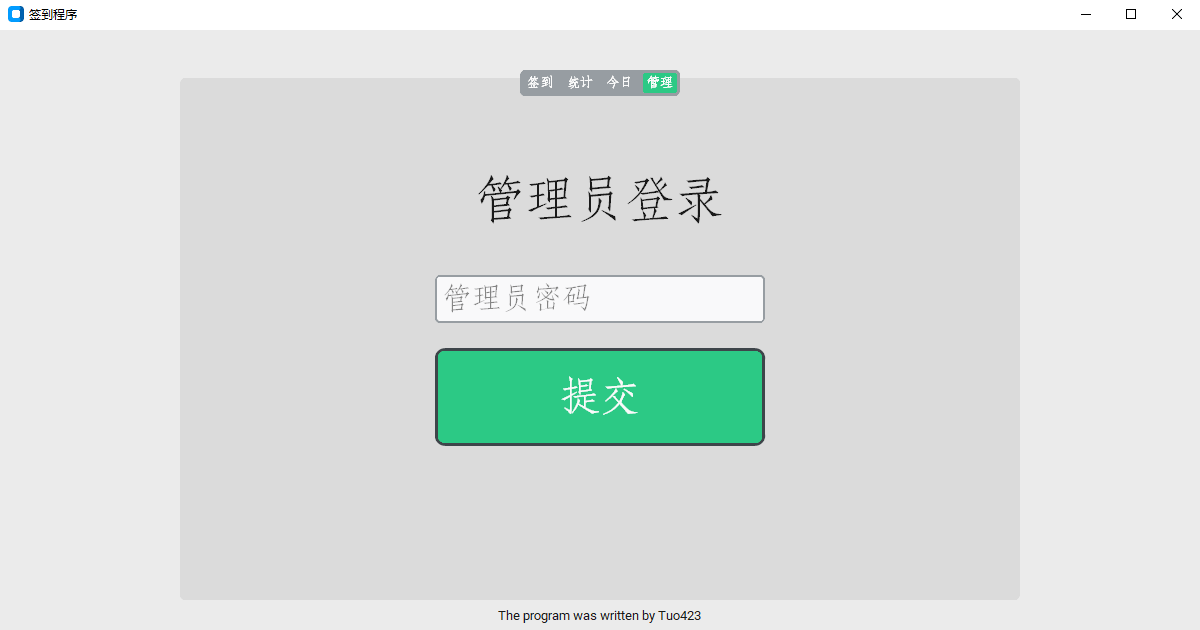 签到程序
签到 统计 今日 管理
管理员登录
管理员密码
提交
The program was written by Tuo423